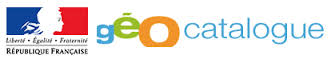 Liberté • Égalité • Fraternité
RÉPUBLIQUE FRANÇAISE
géo catalogue